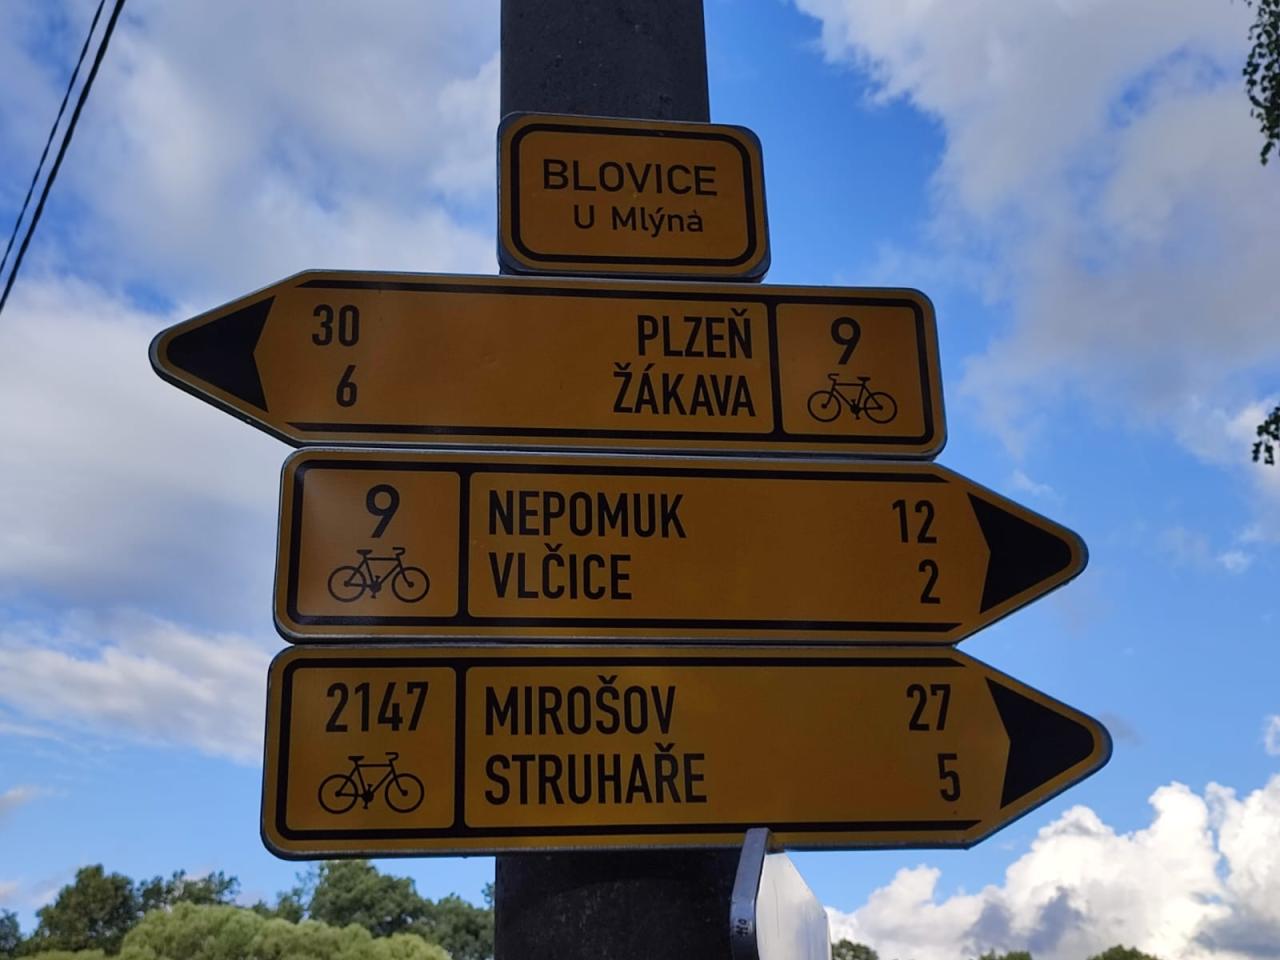 BLOVICE
U Mlýna
30 PLZEŇ 9
6 ŽÁKAVA
9 NEPOMUK 12
VLČICE 2
2147 MIROŠOV 27
STRUHAŘE 5